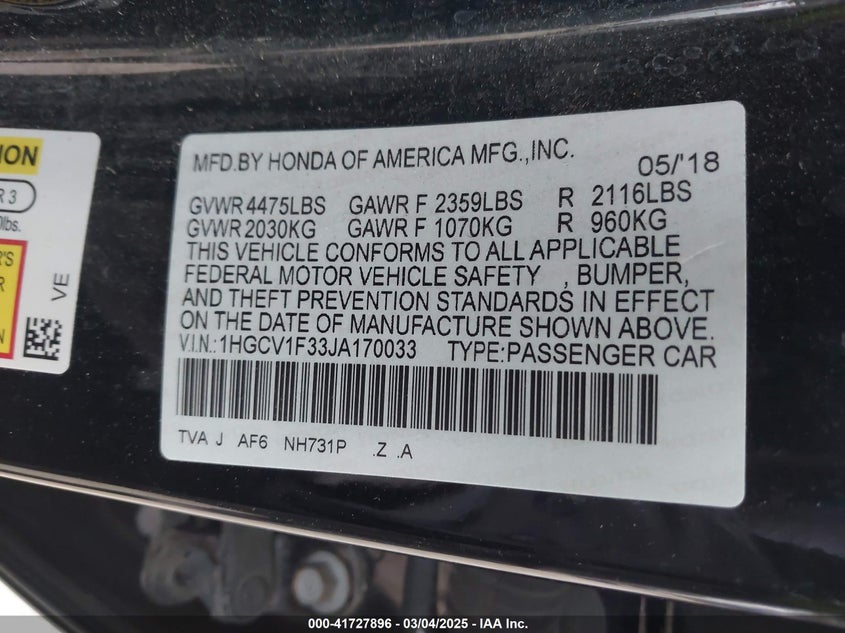 ION
R 3
0lbs.
R'S
R
N
VE
MFD.BY HONDA OF AMERICA MFG.,INC. 05/'18
GVWR 4475LBS GAWR F 2359LBS R 2116LBS
GVWR 2030KG GAWR F 1070KG R 960KG
THIS VEHICLE CONFORMS TO ALL APPLICABLE
FEDERAL MOTOR VEHICLE SAFETY , BUMPER,
AND THEFT PREVENTION STANDARDS IN EFFECT
ON THE DATE OF MANUFACTURE SHOWN ABOVE.
V.I.N.:1HGCV1F33JA170033 TYPE:PASSENGER CAR
TVA J AF6 NH731P .Z .A
000-41727896 - 03/04/2025 - IAA Inc.